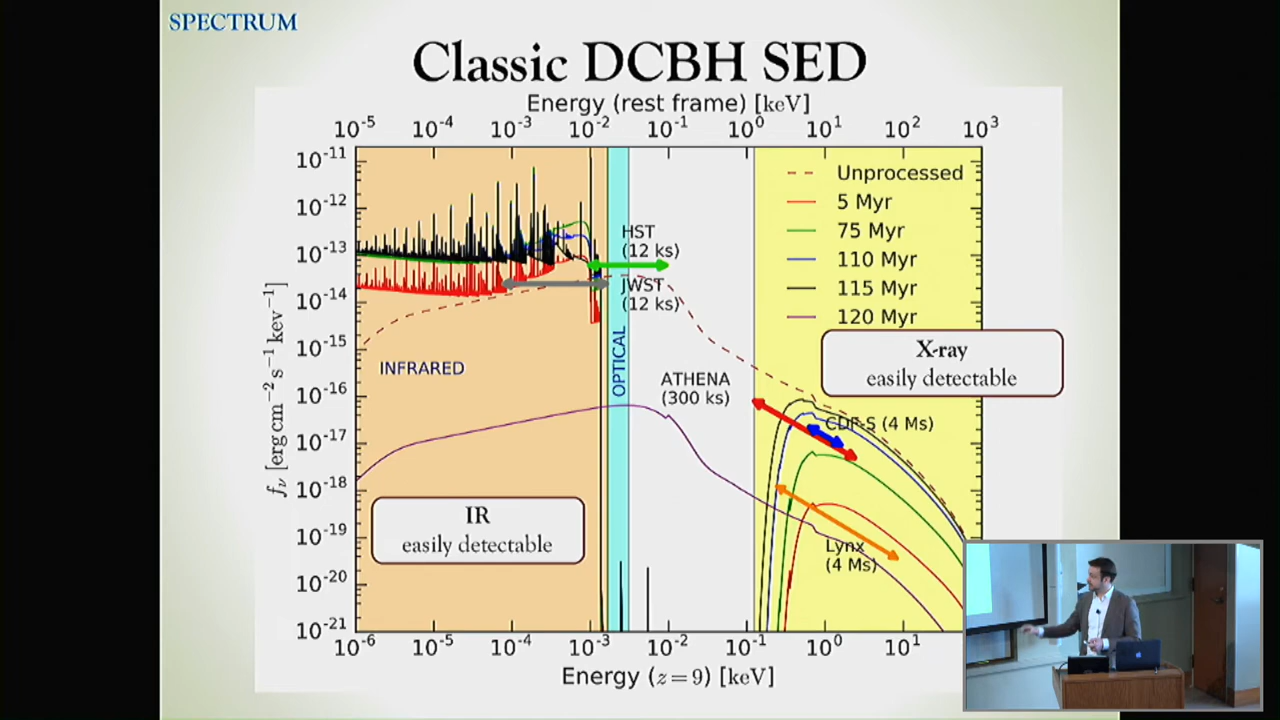 SPECTRUM
Classic DCBH SED
Energy (rest frame) [keV]
10⁻⁵ 10⁻⁴ 10⁻³ 10⁻² 10⁻¹ 10⁰ 10¹ 10² 10³
10⁻¹¹
10⁻¹²
10⁻¹³
10⁻¹⁴
10⁻¹⁵
10⁻¹⁶
10⁻¹⁷
10⁻¹⁸
10⁻¹⁹
10⁻²⁰
10⁻²¹
fᵥ [erg cm⁻² s⁻¹ kev⁻¹]
Unprocessed
5 Myr
75 Myr
110 Myr
115 Myr
120 Myr
HST
(12 ks)
JWST
(12 ks)
INFRARED
OPTICAL
X-ray
easily detectable
ATHENA
(300 ks)
CDF-S (4 Ms)
IR
easily detectable
Lynx
(4 Ms)
10⁻⁶ 10⁻⁵ 10⁻⁴ 10⁻³ 10⁻² 10⁻¹ 10⁰ 10¹
Energy (z = 9) [keV]